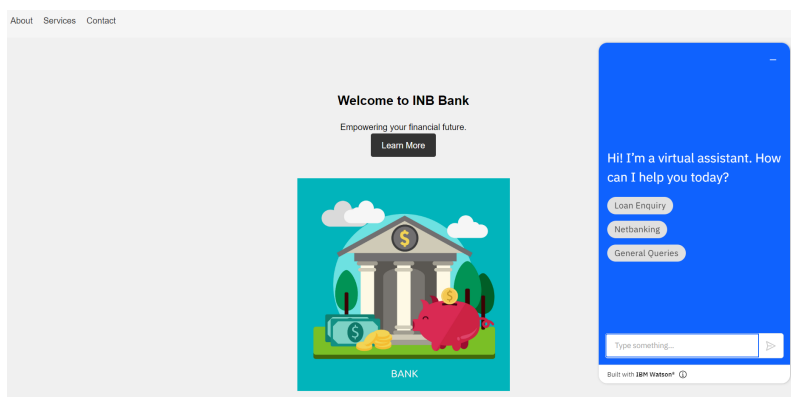 About Services Contact
Welcome to INB Bank
Empowering your financial future.
Learn More
$
$
$
BANK
Hi! I'm a virtual assistant. How
can I help you today?
Loan Enquiry
Netbanking
General Queries
Type something...
Built with IBM Watson®